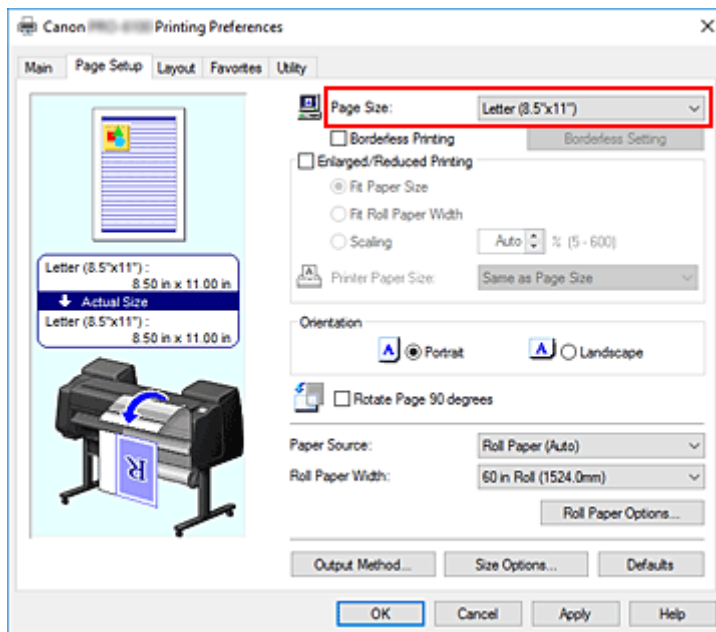 Canon Printing Preferences
Main Page Setup Layout Favorites Utility
Page Size: Letter (8.5"x11")
Borderless Printing Borderless Setting
Enlarged/Reduced Printing
Fit Paper Size
Fit Roll Paper Width
Scaling Auto % (5 - 600)
Printer Paper Size: Same as Page Size
Letter (8.5"x11") :
8.50 in x 11.00 in
Actual Size
Letter (8.5"x11") :
8.50 in x 11.00 in
Orientation
A Portrait A Landscape
Rotate Page 90 degrees
Paper Source: Roll Paper (Auto)
Roll Paper Width: 60 in Roll (1524.0mm)
Roll Paper Options...
R
Output Method... Size Options... Defaults
OK Cancel Apply Help